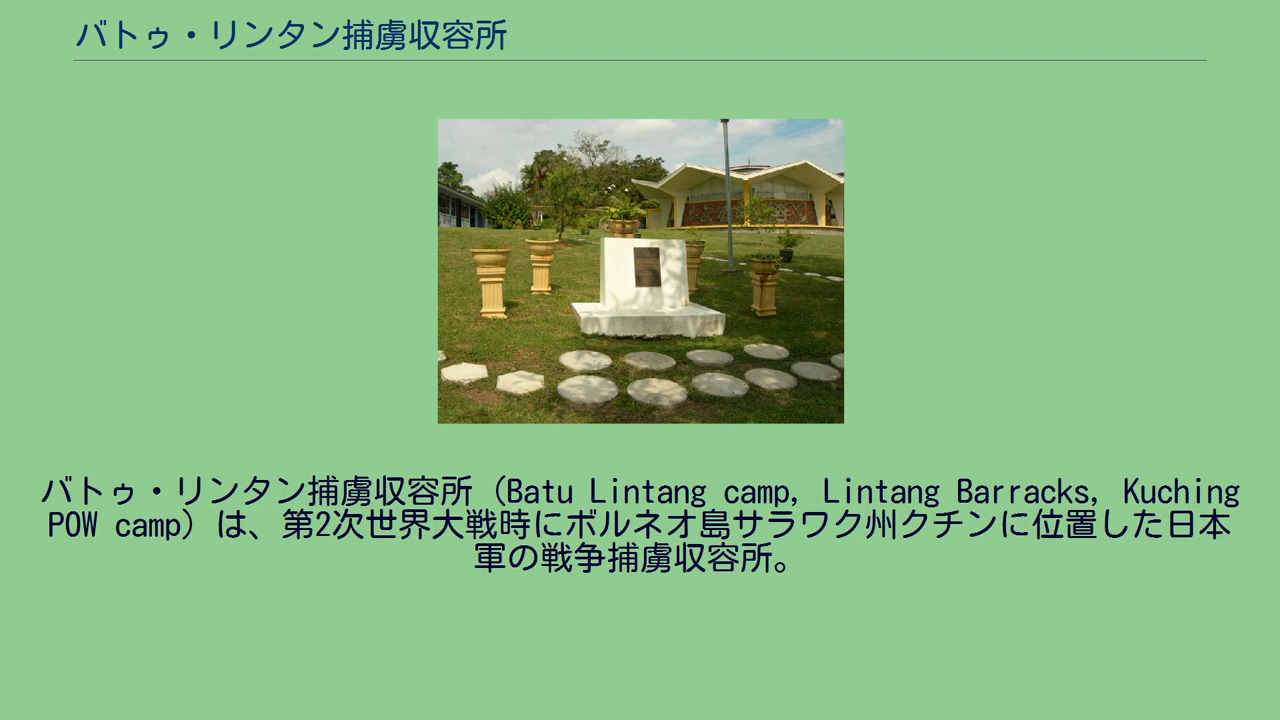 バトゥ・リンタン捕虜収容所
バトゥ・リンタン捕虜収容所（Batu Lintang camp, Lintang Barracks, Kuching
POW camp）は、第2次世界大戦時にボルネオ島サラワク州クチンに位置した日本
軍の戦争捕虜収容所。